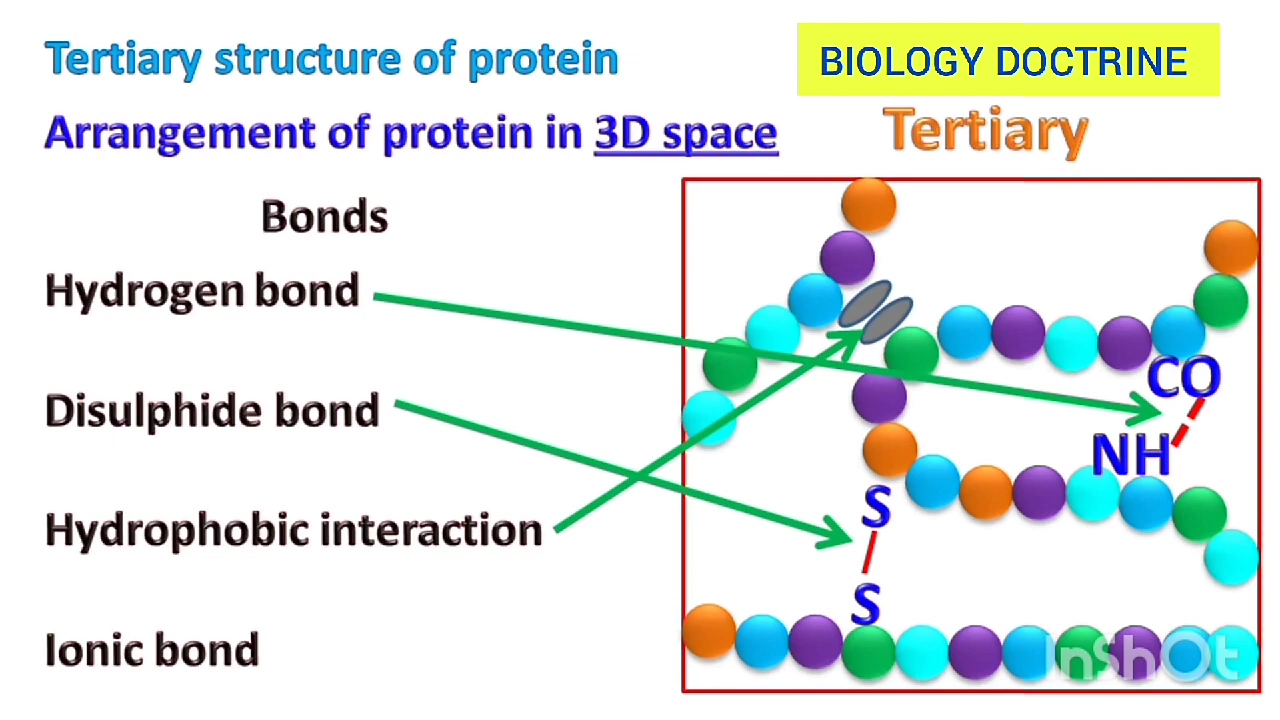 Tertiary structure of protein
BIOLOGY DOCTRINE
Arrangement of protein in 3D space
Tertiary
Bonds
Hydrogen bond
Disulphide bond
Hydrophobic interaction
Ionic bond
CO
NH
S
S
InShOt